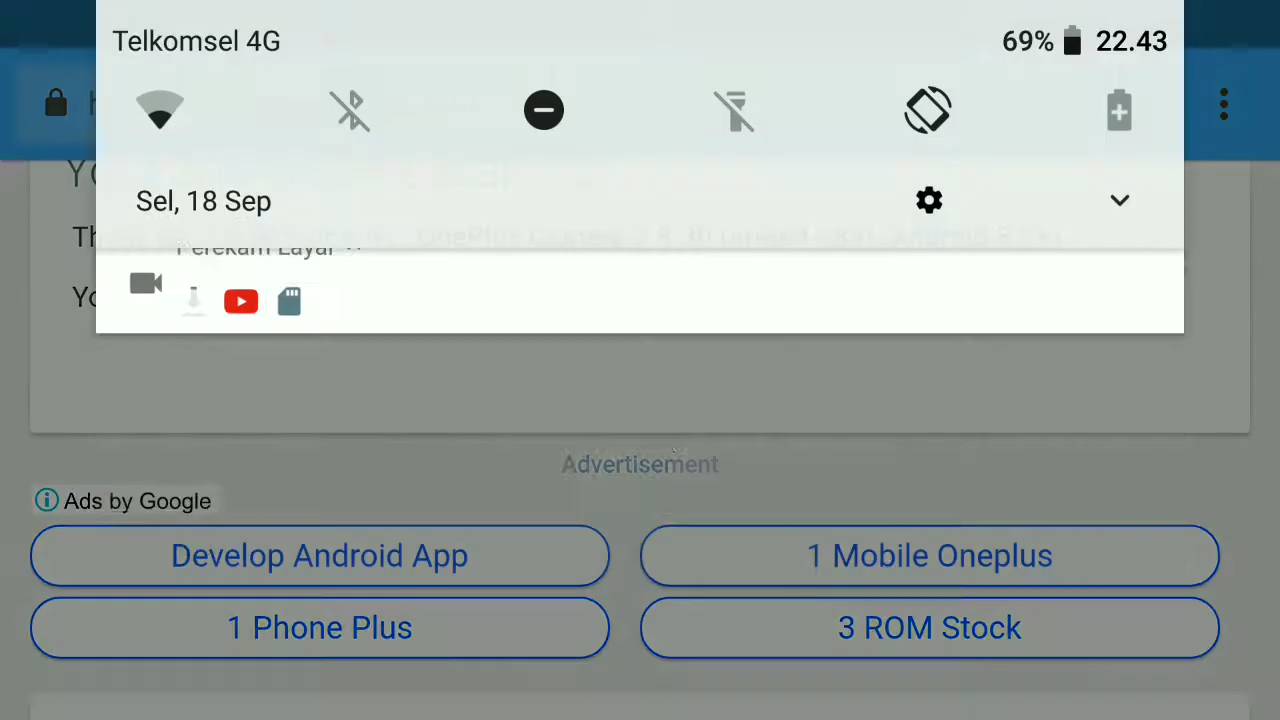 Telkomsel 4G
69% 22.43
Sel, 18 Sep
Perekam Layar
Advertisement
Ads by Google
Develop Android App
1 Mobile Oneplus
1 Phone Plus
3 ROM Stock